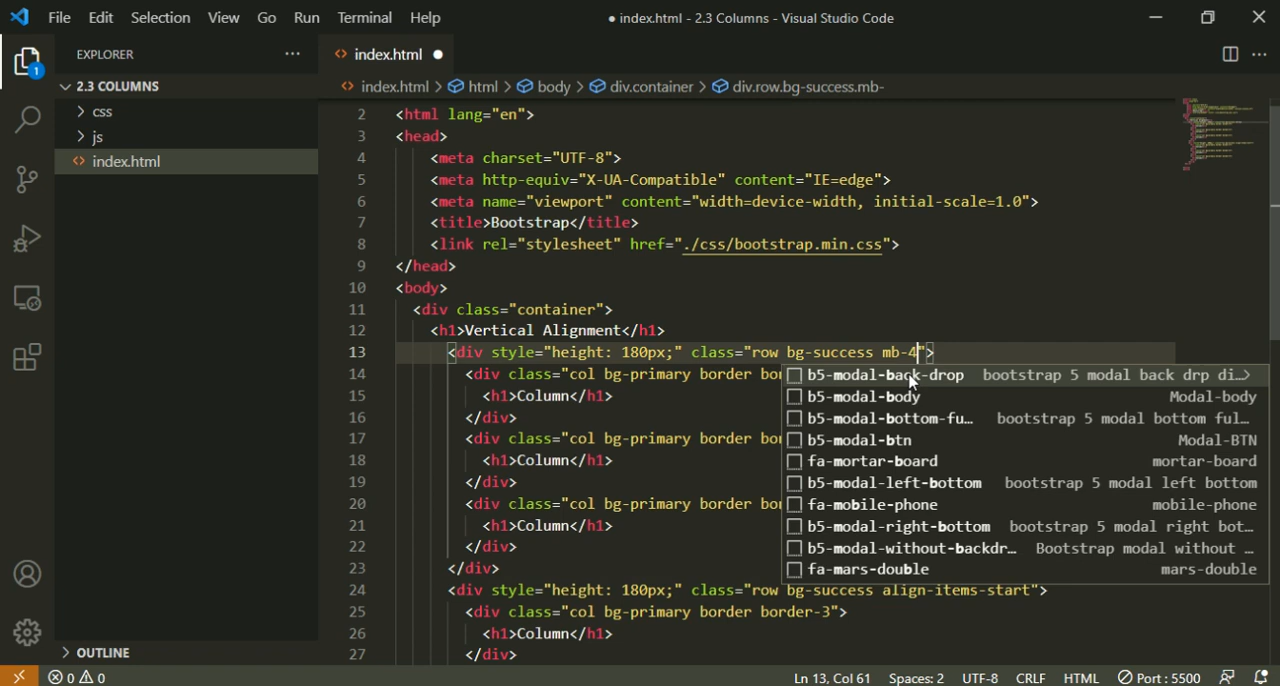 File Edit Selection View Go Run Terminal Help ● index.html - 2.3 Columns - Visual Studio Code
EXPLORER ··· <> index.html ●
1
2.3 COLUMNS <> index.html > html > body > div.container > div.row.bg-success.mb-
> css
> js
<> index.html
2 <html lang="en">
3 <head>
4 <meta charset="UTF-8">
5 <meta http-equiv="X-UA-Compatible" content="IE=edge">
6 <meta name="viewport" content="width=device-width, initial-scale=1.0">
7 <title>Bootstrap</title>
8 <link rel="stylesheet" href="./css/bootstrap.min.css">
9 </head>
10 <body>
11 <div class="container">
12 <h1>Vertical Alignment</h1>
13 <div style="height: 180px;" class="row bg-success mb-4">
14 <div class="col bg-primary border bo
15 <h1>Column</h1>
16 </div>
17 <div class="col bg-primary border bo
18 <h1>Column</h1>
19 </div>
20 <div class="col bg-primary border bo
21 <h1>Column</h1>
22 </div>
23 </div>
24 <div style="height: 180px;" class="row bg-success align-items-start">
25 <div class="col bg-primary border border-3">
26 <h1>Column</h1>
27 </div>
b5-modal-back-drop bootstrap 5 modal back drp di…>
b5-modal-body Modal-body
b5-modal-bottom-fu… bootstrap 5 modal bottom ful…
b5-modal-btn Modal-BTN
fa-mortar-board mortar-board
b5-modal-left-bottom bootstrap 5 modal left bottom
fa-mobile-phone mobile-phone
b5-modal-right-bottom bootstrap 5 modal right bot…
b5-modal-without-backdr… Bootstrap modal without …
fa-mars-double mars-double
> OUTLINE
0 0 Ln 13, Col 61 Spaces: 2 UTF-8 CRLF HTML Port : 5500